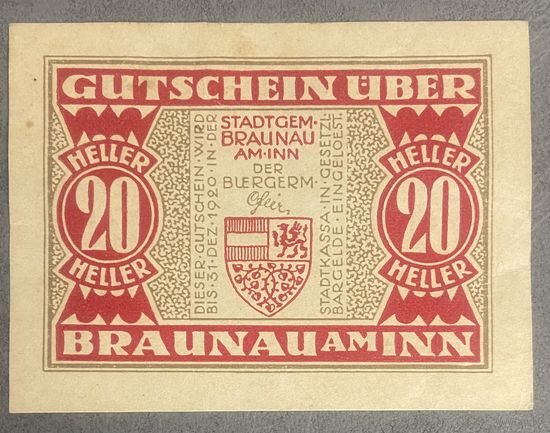 GUTSCHEIN ÜBER
HELLER
20
HELLER
DIESER·GUTSCHEIN·WIRD
BIS·31·DEZ·1920·IN·DER
STADTGEM·
BRAUNAU
AM·INN
DER
BUERGERM·
STADTKASSA·IN·GESETZL·
BARGELDE·EINGELOEST·
HELLER
20
HELLER
BRAUNAU AM INN